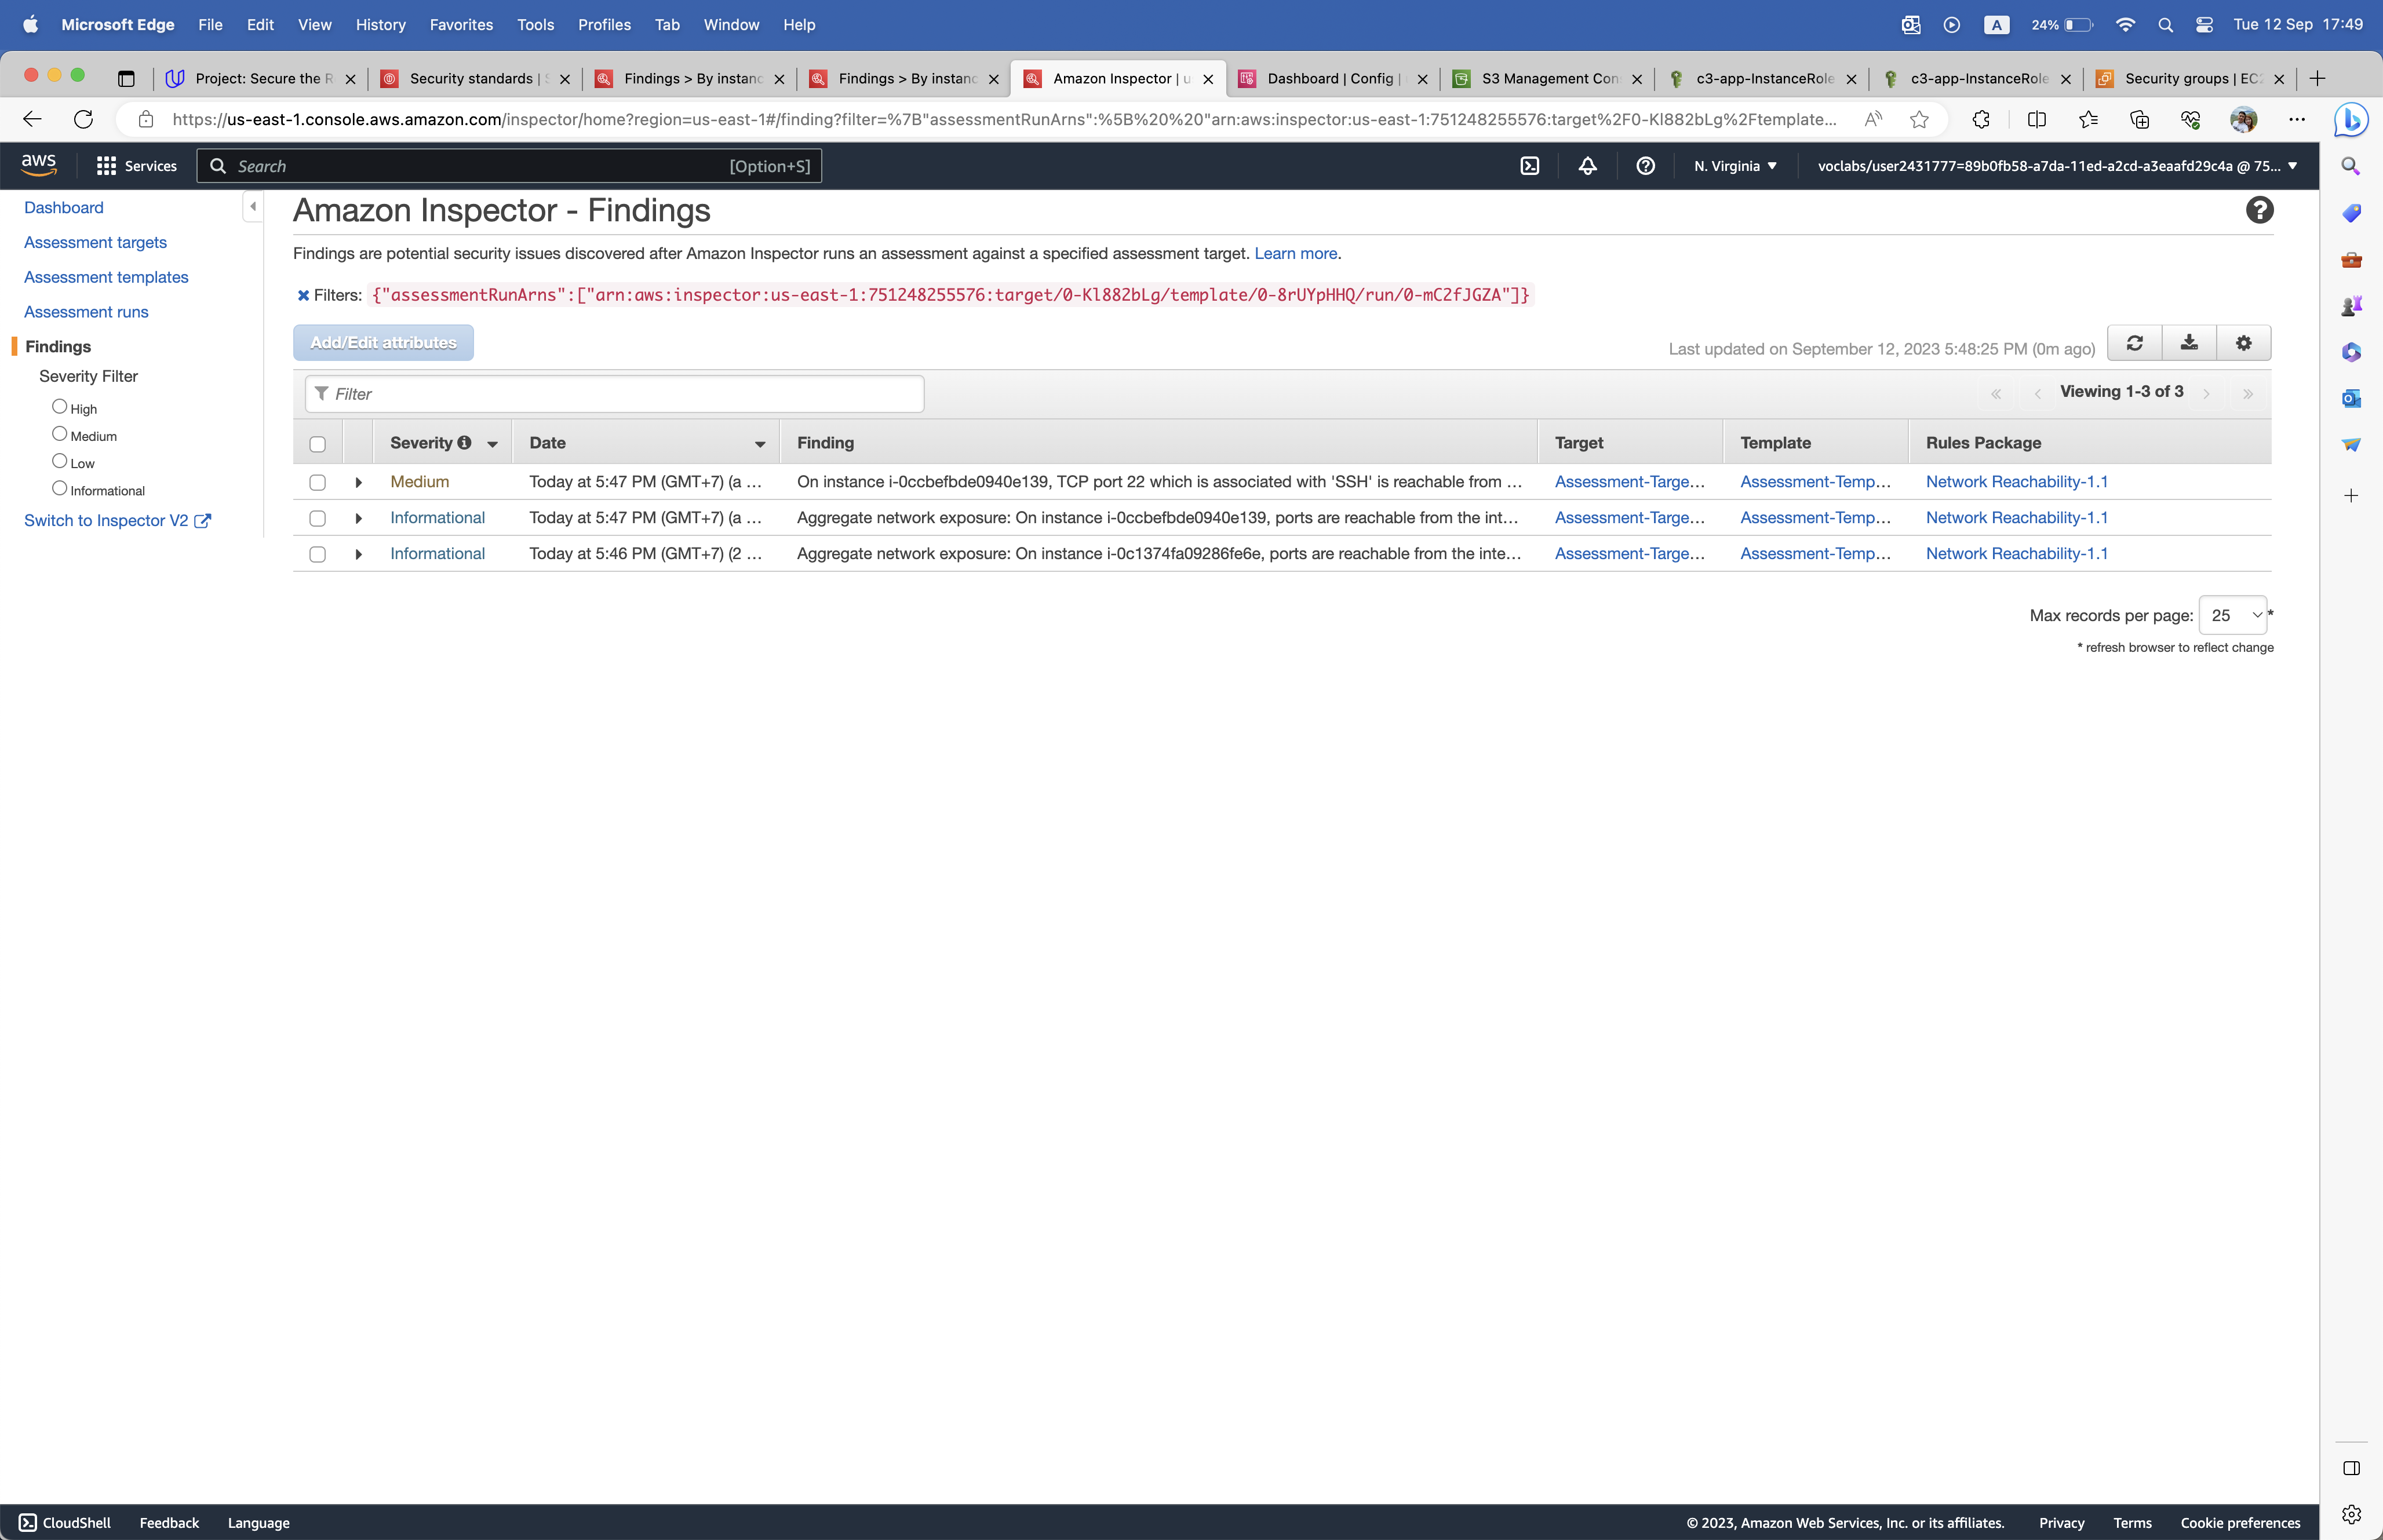 Microsoft Edge File Edit View History Favorites Tools Profiles Tab Window Help A 24% Tue 12 Sep 17:49
Project: Secure the R Security standards | S Findings > By instanc Findings > By instanc Amazon Inspector | u Dashboard | Config | S3 Management Con c3-app-InstanceRole c3-app-InstanceRole Security groups | EC2
https://us-east-1.console.aws.amazon.com/inspector/home?region=us-east-1#/finding?filter=%7B"assessmentRunArns":%5B%20%20"arn:aws:inspector:us-east-1:751248255576:target%2F0-Kl882bLg%2Ftemplate...
aws Services Search [Option+S] N. Virginia voclabs/user2431777=89b0fb58-a7da-11ed-a2cd-a3eaafd29c4a @ 75...
Dashboard
Assessment targets
Assessment templates
Assessment runs
Findings
Severity Filter
High
Medium
Low
Informational
Switch to Inspector V2
Amazon Inspector - Findings
Findings are potential security issues discovered after Amazon Inspector runs an assessment against a specified assessment target. Learn more.
Filters: {"assessmentRunArns":["arn:aws:inspector:us-east-1:751248255576:target/0-Kl882bLg/template/0-8rUYpHHQ/run/0-mC2fJGZA"]}
Add/Edit attributes
Last updated on September 12, 2023 5:48:25 PM (0m ago)
Filter
« ‹ Viewing 1-3 of 3 › »
Severity Date Finding Target Template Rules Package
Medium Today at 5:47 PM (GMT+7) (a ... On instance i-0ccbefbde0940e139, TCP port 22 which is associated with 'SSH' is reachable from ... Assessment-Targe... Assessment-Temp... Network Reachability-1.1
Informational Today at 5:47 PM (GMT+7) (a ... Aggregate network exposure: On instance i-0ccbefbde0940e139, ports are reachable from the int... Assessment-Targe... Assessment-Temp... Network Reachability-1.1
Informational Today at 5:46 PM (GMT+7) (2 ... Aggregate network exposure: On instance i-0c1374fa09286fe6e, ports are reachable from the inte... Assessment-Targe... Assessment-Temp... Network Reachability-1.1
Max records per page: 25 *
* refresh browser to reflect change
CloudShell Feedback Language © 2023, Amazon Web Services, Inc. or its affiliates. Privacy Terms Cookie preferences